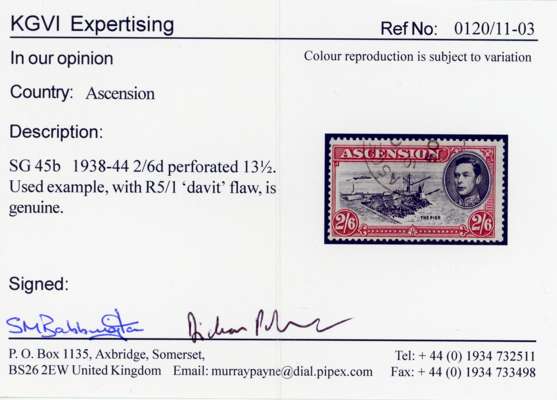 KGVI Expertising
Ref No: 0120/11-03
In our opinion
Colour reproduction is subject to variation
Country: Ascension
Description:
SG 45b 1938-44 2/6d perforated 13½.
Used example, with R5/1 ‘davit’ flaw, is
genuine.
ASCENSION
THE PIER
2/6
2/6
Signed:
SMBabbington
P. O. Box 1135, Axbridge, Somerset,
Tel: + 44 (0) 1934 732511
BS26 2EW United Kingdom Email: murraypayne@dial.pipex.com
Fax: + 44 (0) 1934 733498